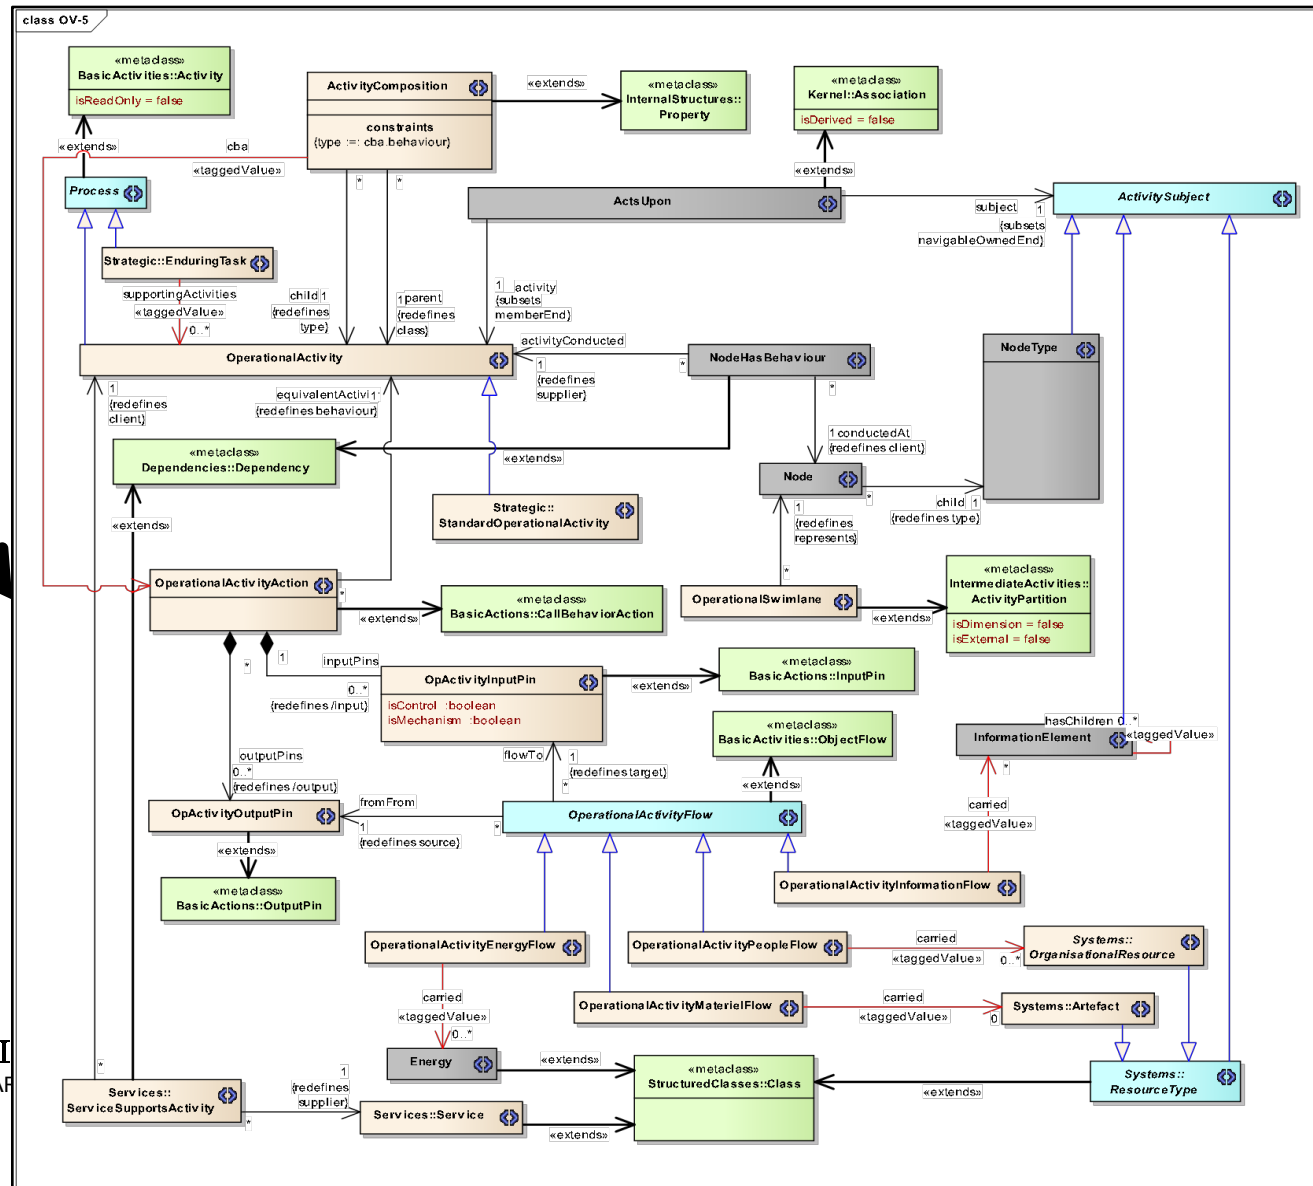 class OV-5
«metaclass»
BasicActivities::Activity
isReadOnly = false
ActivityComposition
constraints
{type :=: cba.behaviour}
«extends»
«metaclass»
InternalStructures::
Property
«metaclass»
Kernel::Association
isDerived = false
«extends»
cba
«taggedValue»
«extends»
*
*
Process
ActsUpon
subject
1
{subsets
navigableOwnedEnd}
ActivitySubject
Strategic::EnduringTask
supportingActivities
«taggedValue»
0..*
child 1
{redefines
type}
1 parent
{redefines
class}
1
activity
{subsets
memberEnd}
OperationalActivity
activityConducted
1
{redefines
supplier}
*
NodeHasBehaviour
*
NodeType
1
{redefines
client}
{redefines behaviour}
«metaclass»
Dependencies::Dependency
«extends»
1 conductedAt
{redefines client}
Node
*
child 1
{redefines type}
«extends»
Strategic::
StandardOperationalActivity
1
{redefines
represents}
*
OperationalActivityAction
*
«extends»
«metaclass»
BasicActions::CallBehaviorAction
OperationalSwimlane
«extends»
«metaclass»
IntermediateActivities::
ActivityPartition
isDimension = false
isExternal = false
*
1
inputPins
0..*
{redefines /input}
OpActivityInputPin
isControl :boolean
isMechanism :boolean
«extends»
«metaclass»
BasicActions::InputPin
«metaclass»
BasicActivities::ObjectFlow
hasChildren 0..*
«taggedValue»
InformationElement
*
outputPins
0..*
{redefines /output}
flowTo
1
{redefines target}
*
«extends»
OpActivityOutputPin
fromFrom
1
{redefines source}
*
OperationalActivityFlow
carried
«taggedValue»
«extends»
«metaclass»
BasicActions::OutputPin
OperationalActivityInformationFlow
OperationalActivityEnergyFlow
OperationalActivityPeopleFlow
carried
«taggedValue»
0..*
Systems::
OrganisationalResource
carried
«taggedValue»
0..*
OperationalActivityMaterielFlow
carried
«taggedValue»
0
Systems::Artefact
Energy
«extends»
«metaclass»
StructuredClasses::Class
Systems::
ResourceType
«extends»
*
Services::
ServiceSupportsActivity
*
1
{redefines
supplier}
Services::Service
«extends»